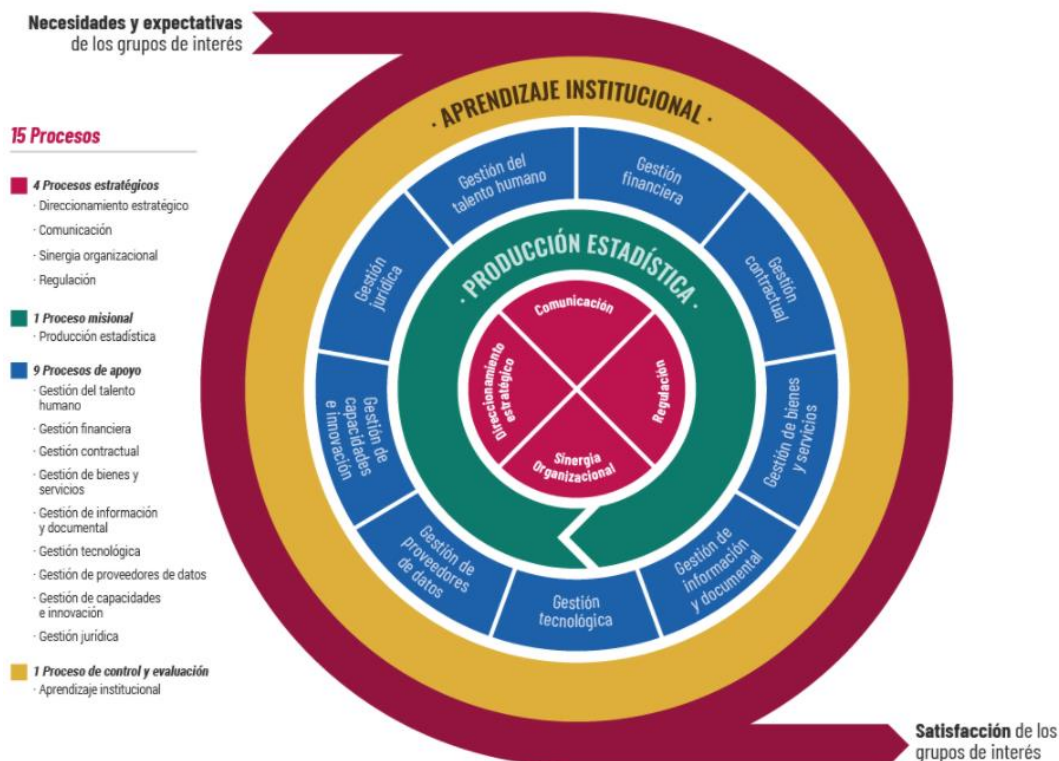 Necesidades y expectativas
de los grupos de interés
15 Procesos
4 Procesos estratégicos
· Direccionamiento estratégico
· Comunicación
· Sinergia organizacional
· Regulación
1 Proceso misional
· Producción estadística
9 Procesos de apoyo
· Gestión del talento
humano
· Gestión financiera
· Gestión contractual
· Gestión de bienes y
servicios
· Gestión de información
y documental
· Gestión tecnológica
· Gestión de proveedores de datos
· Gestión de capacidades
e innovación
· Gestión jurídica
1 Proceso de control y evaluación
· Aprendizaje institucional
· APRENDIZAJE INSTITUCIONAL ·
Gestión del
talento humano
Gestión
financiera
Gestión
contractual
Gestión de bienes
y servicios
Gestión de
información
y documental
Gestión
tecnológica
Gestión de
proveedores
de datos
Gestión de
capacidades
e innovación
Gestión
jurídica
· PRODUCCIÓN ESTADÍSTICA ·
Comunicación
Regulación
Sinergia
Organizacional
Direccionamiento
estratégico
Satisfacción de los
grupos de interés